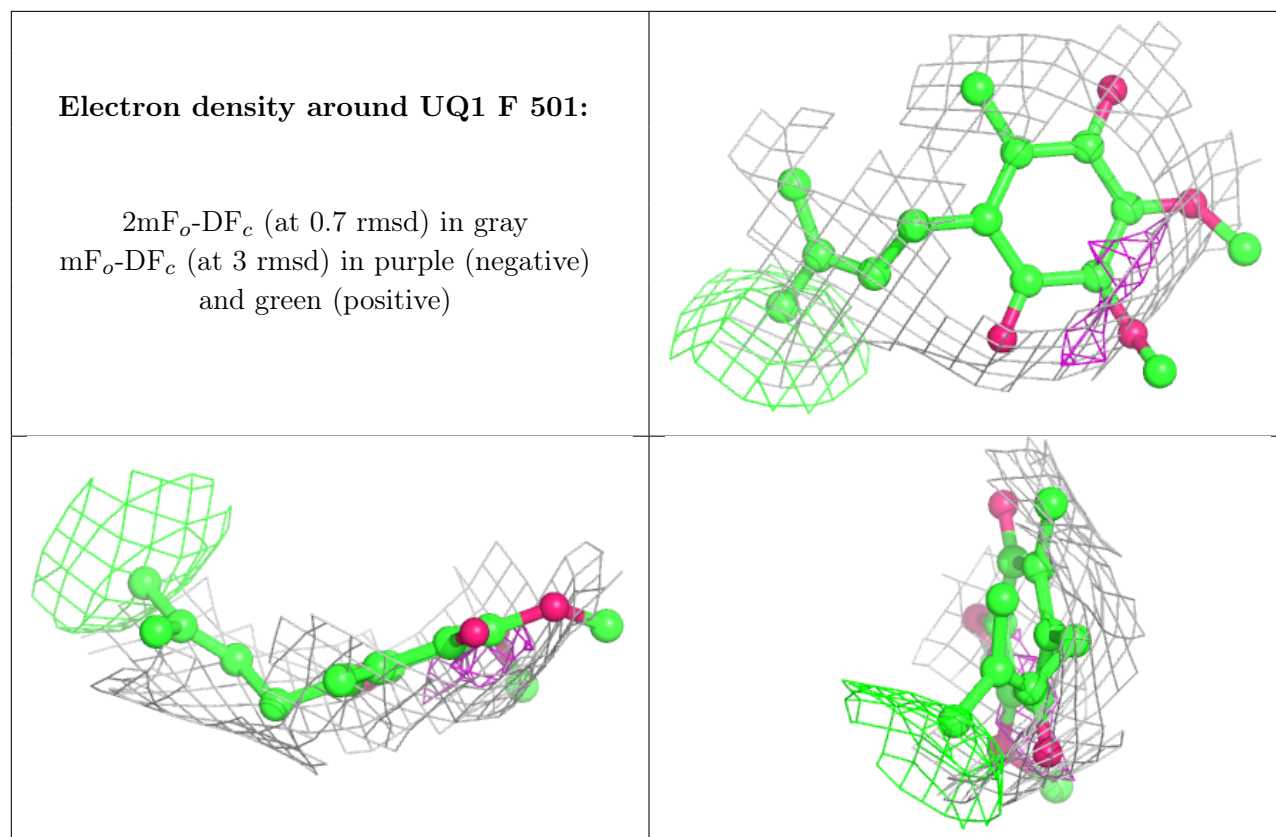 Electron density around UQ1 F 501:
2mFₒ-DF𝒸 (at 0.7 rmsd) in gray
mFₒ-DF𝒸 (at 3 rmsd) in purple (negative)
and green (positive)